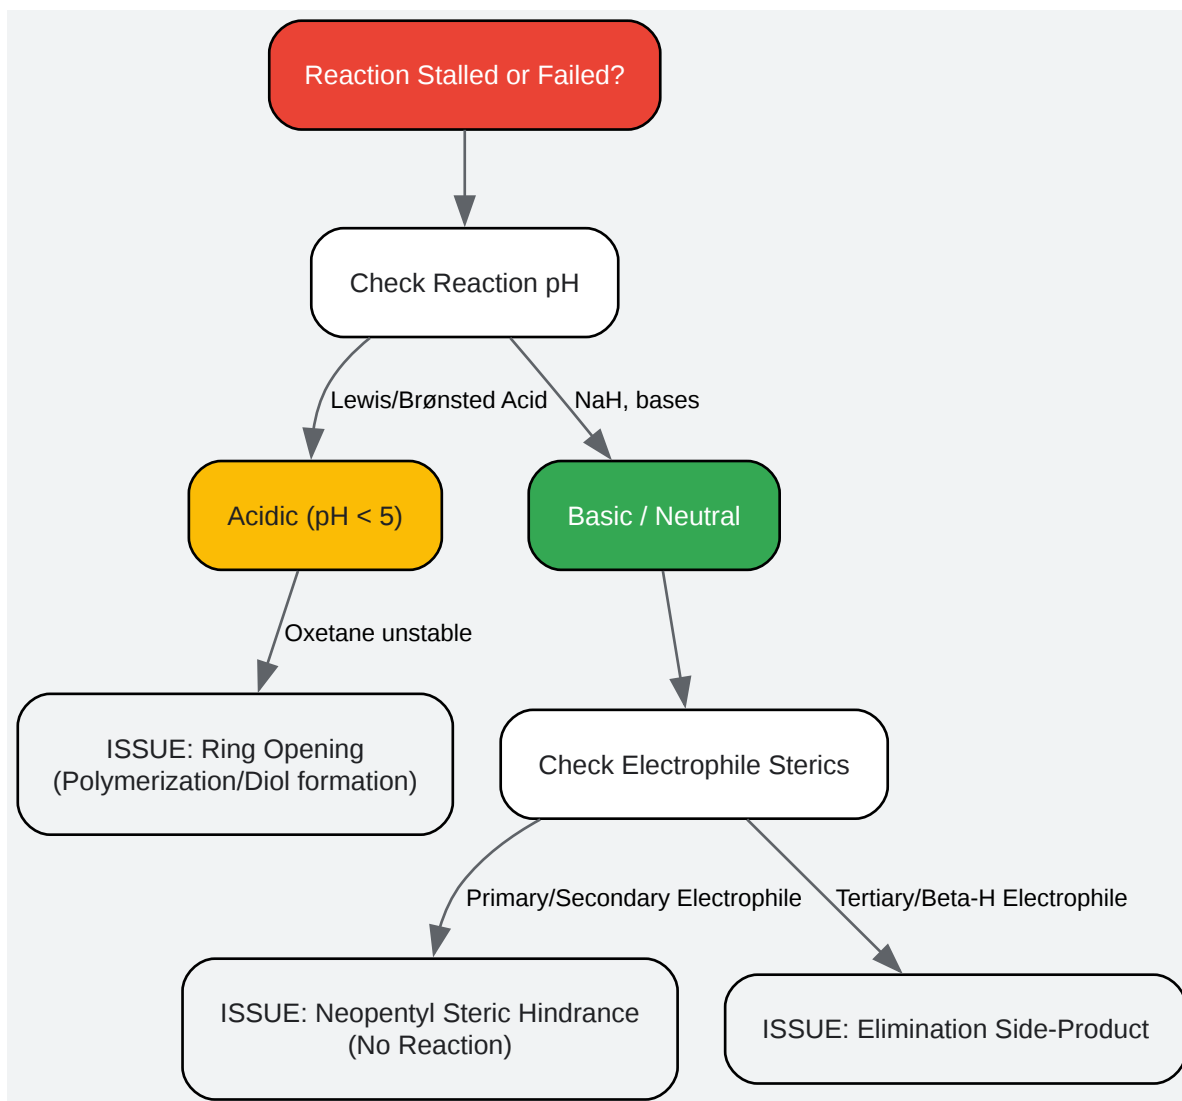 Reaction Stalled or Failed?
Check Reaction pH
Lewis/Brønsted Acid
NaH, bases
Acidic (pH < 5)
Basic / Neutral
Oxetane unstable
ISSUE: Ring Opening
(Polymerization/Diol formation)
Check Electrophile Sterics
Primary/Secondary Electrophile
Tertiary/Beta-H Electrophile
ISSUE: Neopentyl Steric Hindrance
(No Reaction)
ISSUE: Elimination Side-Product